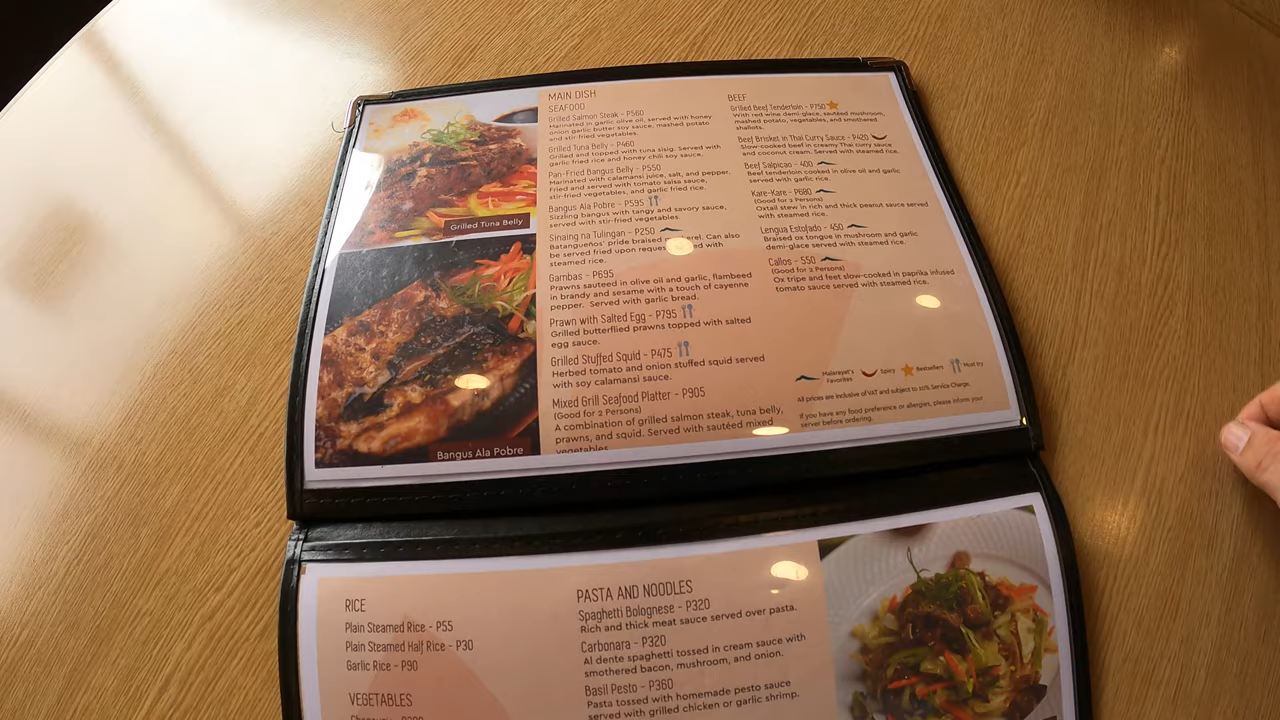 MAIN DISH
SEAFOOD
Grilled Salmon Steak - P560
Marinated in garlic olive oil, served with honey
onion garlic butter soy sauce, mashed potato
and stir-fried vegetables.
Grilled Tuna Belly - P460
Grilled and topped with tuna sisig. Served with
garlic fried rice and honey chili soy sauce.
Pan-Fried Bangus Belly - P550
Marinated with calamansi juice, salt, and pepper.
Fried and served with tomato salsa sauce,
stir-fried vegetables, and garlic fried rice.
Bangus Ala Pobre - P595
Sizzling bangus with tangy and savory sauce,
served with stir-fried vegetables.
Sinaing na Tulingan - P250
Batangueños' pride braised Can also
be served fried upon with
steamed rice.
Gambas - P695
Prawns sauteed in olive oil and garlic, flambeed
in brandy and sesame with a touch of cayenne
pepper. Served with garlic bread.
Prawn with Salted Egg - P795
Grilled butterflied prawns topped with salted
egg sauce.
Grilled Stuffed Squid - P475
Herbed tomato and onion stuffed squid served
with soy calamansi sauce.
Mixed Grill Seafood Platter - P905
(Good for 2 Persons)
A combination of grilled salmon steak, tuna belly,
prawns, and squid. Served with sautéed mixed
vegetables.
BEEF
Grilled Beef Tenderloin - P750
With red wine demi-glace, sautéed mushroom,
mashed potato, vegetables, and smothered
shallots.
Beef Brisket in Thai Curry Sauce - P420
Slow-cooked beef in creamy Thai curry sauce
and coconut cream. Served with steamed rice.
Beef Salpicao - 400
Beef tenderloin cooked in olive oil and garlic
served with garlic rice.
Kare-Kare - P680
(Good for 2 Persons)
Oxtail stew in rich and thick peanut sauce served
with steamed rice.
Lengua Estofado - 450
Braised ox tongue in mushroom and garlic
demi-glace served with steamed rice.
Callos - 550
(Good for 2 Persons)
Ox tripe and feet slow-cooked in paprika infused
tomato sauce served with steamed rice.
Malarayat's
Favorites
Spicy
Bestsellers
Must try
All prices are inclusive of VAT and subject to 10% Service Charge.
If you have any food preference or allergies, please inform your
server before ordering.
Grilled Tuna Belly
Bangus Ala Pobre
RICE
Plain Steamed Rice - P55
Plain Steamed Half Rice - P30
Garlic Rice - P90
VEGETABLES
PASTA AND NOODLES
Spaghetti Bolognese - P320
Rich and thick meat sauce served over pasta.
Carbonara - P320
Al dente spaghetti tossed in cream sauce with
smothered bacon, mushroom, and onion.
Basil Pesto - P360
Pasta tossed with homemade pesto sauce
served with grilled chicken or garlic shrimp.